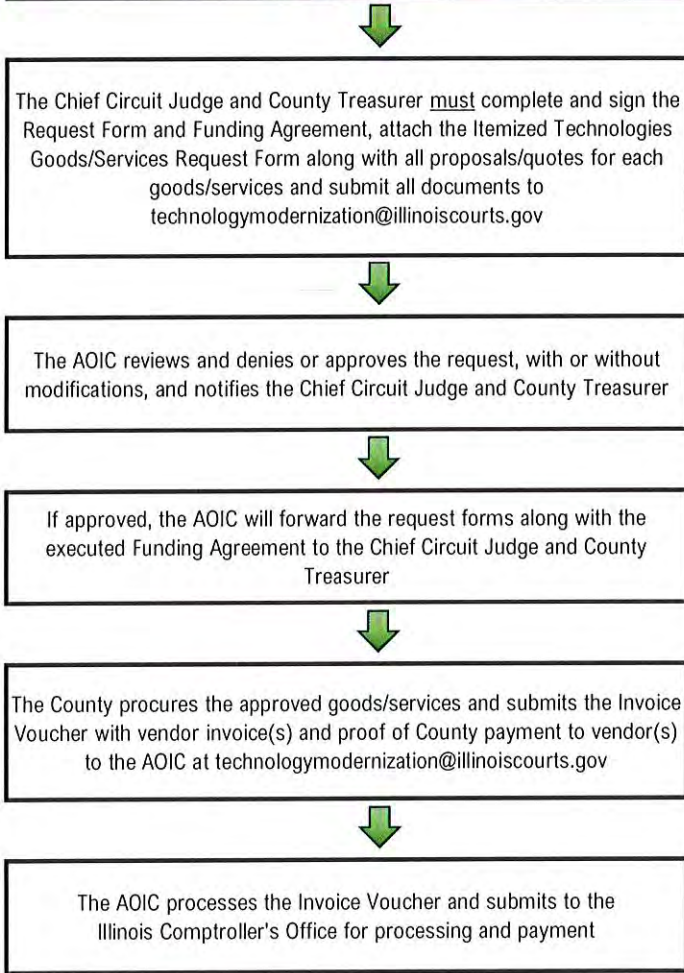 The Chief Circuit Judge and County Treasurer must complete and sign the
Request Form and Funding Agreement, attach the Itemized Technologies
Goods/Services Request Form along with all proposals/quotes for each
goods/services and submit all documents to
technologymodernization@illinoiscourts.gov
The AOIC reviews and denies or approves the request, with or without
modifications, and notifies the Chief Circuit Judge and County Treasurer
If approved, the AOIC will forward the request forms along with the
executed Funding Agreement to the Chief Circuit Judge and County
Treasurer
The County procures the approved goods/services and submits the Invoice
Voucher with vendor invoice(s) and proof of County payment to vendor(s)
to the AOIC at technologymodernization@illinoiscourts.gov
The AOIC processes the Invoice Voucher and submits to the
Illinois Comptroller's Office for processing and payment